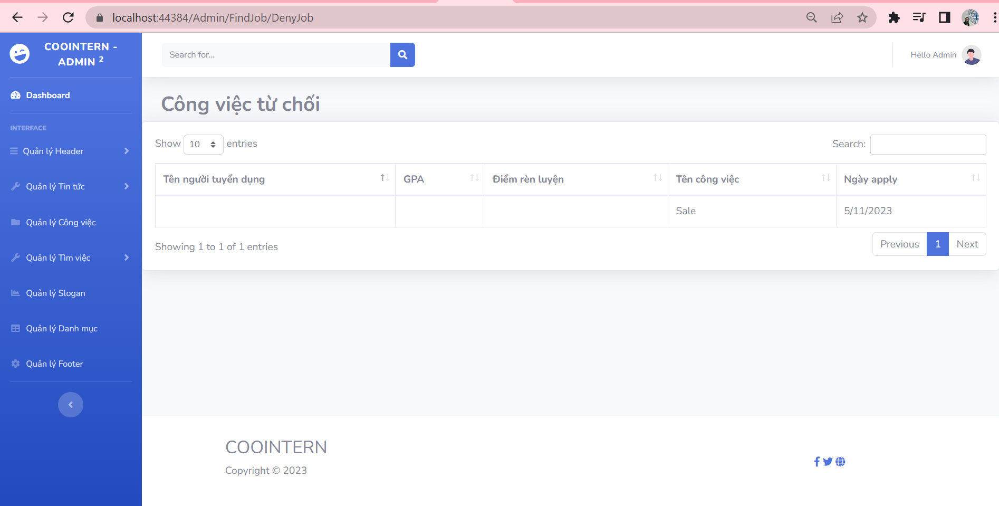 localhost:44384/Admin/FindJob/DenyJob
COOINTERN -
ADMIN 2
Search for...
Hello Admin
Dashboard
INTERFACE
Quản lý Header
Quản lý Tin tức
Quản lý Công việc
Quản lý Tìm việc
Quản lý Slogan
Quản lý Danh mục
Quản lý Footer
Công việc từ chối
Show 10 entries
Search:
Tên người tuyển dụng GPA Điểm rèn luyện Tên công việc Ngày apply
Sale 5/11/2023
Showing 1 to 1 of 1 entries
Previous 1 Next
COOINTERN
Copyright © 2023